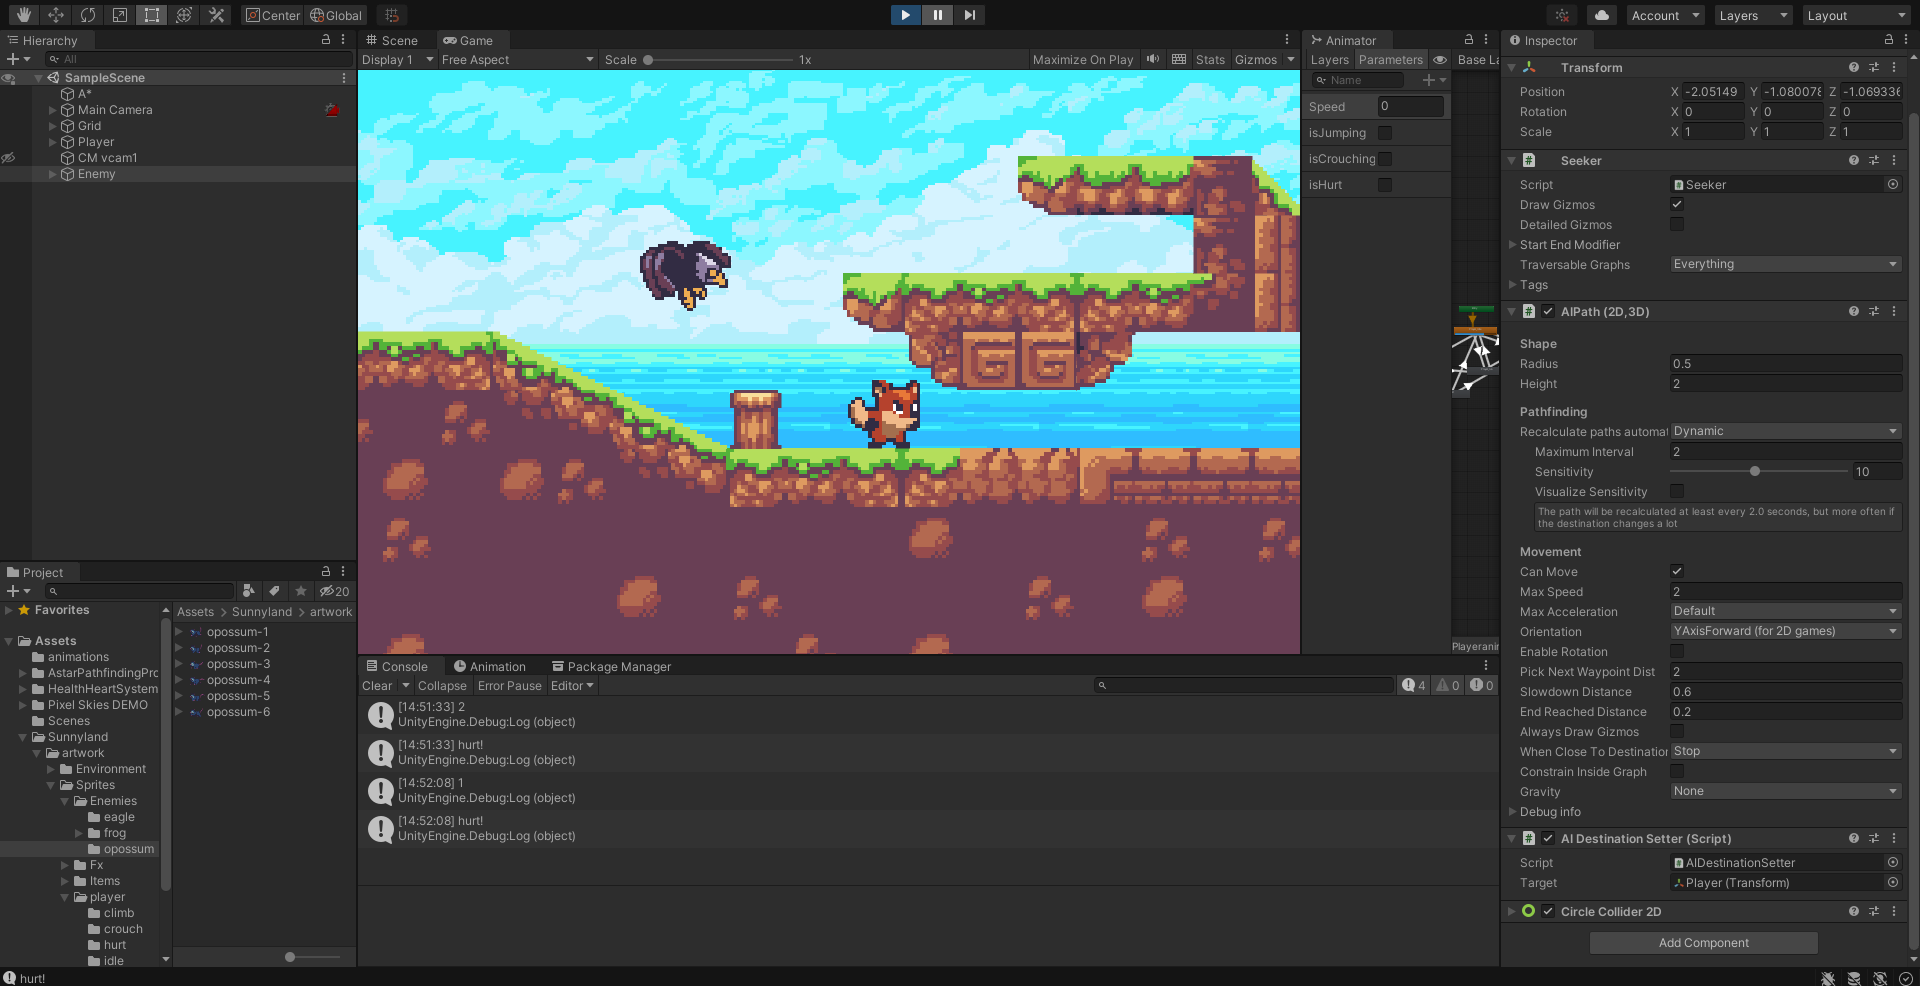 Center
Global
Account
Layers
Layout
Hierarchy
All
SampleScene
A*
Main Camera
Grid
Player
CM vcam1
Enemy
Scene
Game
Display 1
Free Aspect
Scale
1x
Maximize On Play
Stats
Gizmos
Animator
Layers
Parameters
Base La
Name
Speed
0
isJumping
isCrouching
isHurt
Playeranin
Project
20
Favorites
Assets
animations
AstarPathfindingPro
HealthHeartSystem
Pixel Skies DEMO
Scenes
Sunnyland
artwork
Environment
Sprites
Enemies
eagle
frog
opossum
Fx
Items
player
climb
crouch
hurt
idle
Assets > Sunnyland > artwork
opossum-1
opossum-2
opossum-3
opossum-4
opossum-5
opossum-6
Console
Animation
Package Manager
Clear
Collapse
Error Pause
Editor
4
0
0
[14:51:33] 2
UnityEngine.Debug:Log (object)
[14:51:33] hurt!
UnityEngine.Debug:Log (object)
[14:52:08] 1
UnityEngine.Debug:Log (object)
[14:52:08] hurt!
UnityEngine.Debug:Log (object)
Inspector
Transform
Position X -2.05149 Y -1.080078 Z -1.069336
Rotation X 0 Y 0 Z 0
Scale X 1 Y 1 Z 1
Seeker
Script Seeker
Draw Gizmos
Detailed Gizmos
Start End Modifier
Traversable Graphs Everything
Tags
AIPath (2D,3D)
Shape
Radius 0.5
Height 2
Pathfinding
Recalculate paths automat Dynamic
Maximum Interval 2
Sensitivity 10
Visualize Sensitivity
The path will be recalculated at least every 2.0 seconds, but more often if
the destination changes a lot
Movement
Can Move
Max Speed 2
Max Acceleration Default
Orientation YAxisForward (for 2D games)
Enable Rotation
Pick Next Waypoint Dist 2
Slowdown Distance 0.6
End Reached Distance 0.2
Always Draw Gizmos
When Close To Destination Stop
Constrain Inside Graph
Gravity None
Debug info
AI Destination Setter (Script)
Script AIDestinationSetter
Target Player (Transform)
Circle Collider 2D
Add Component
hurt!